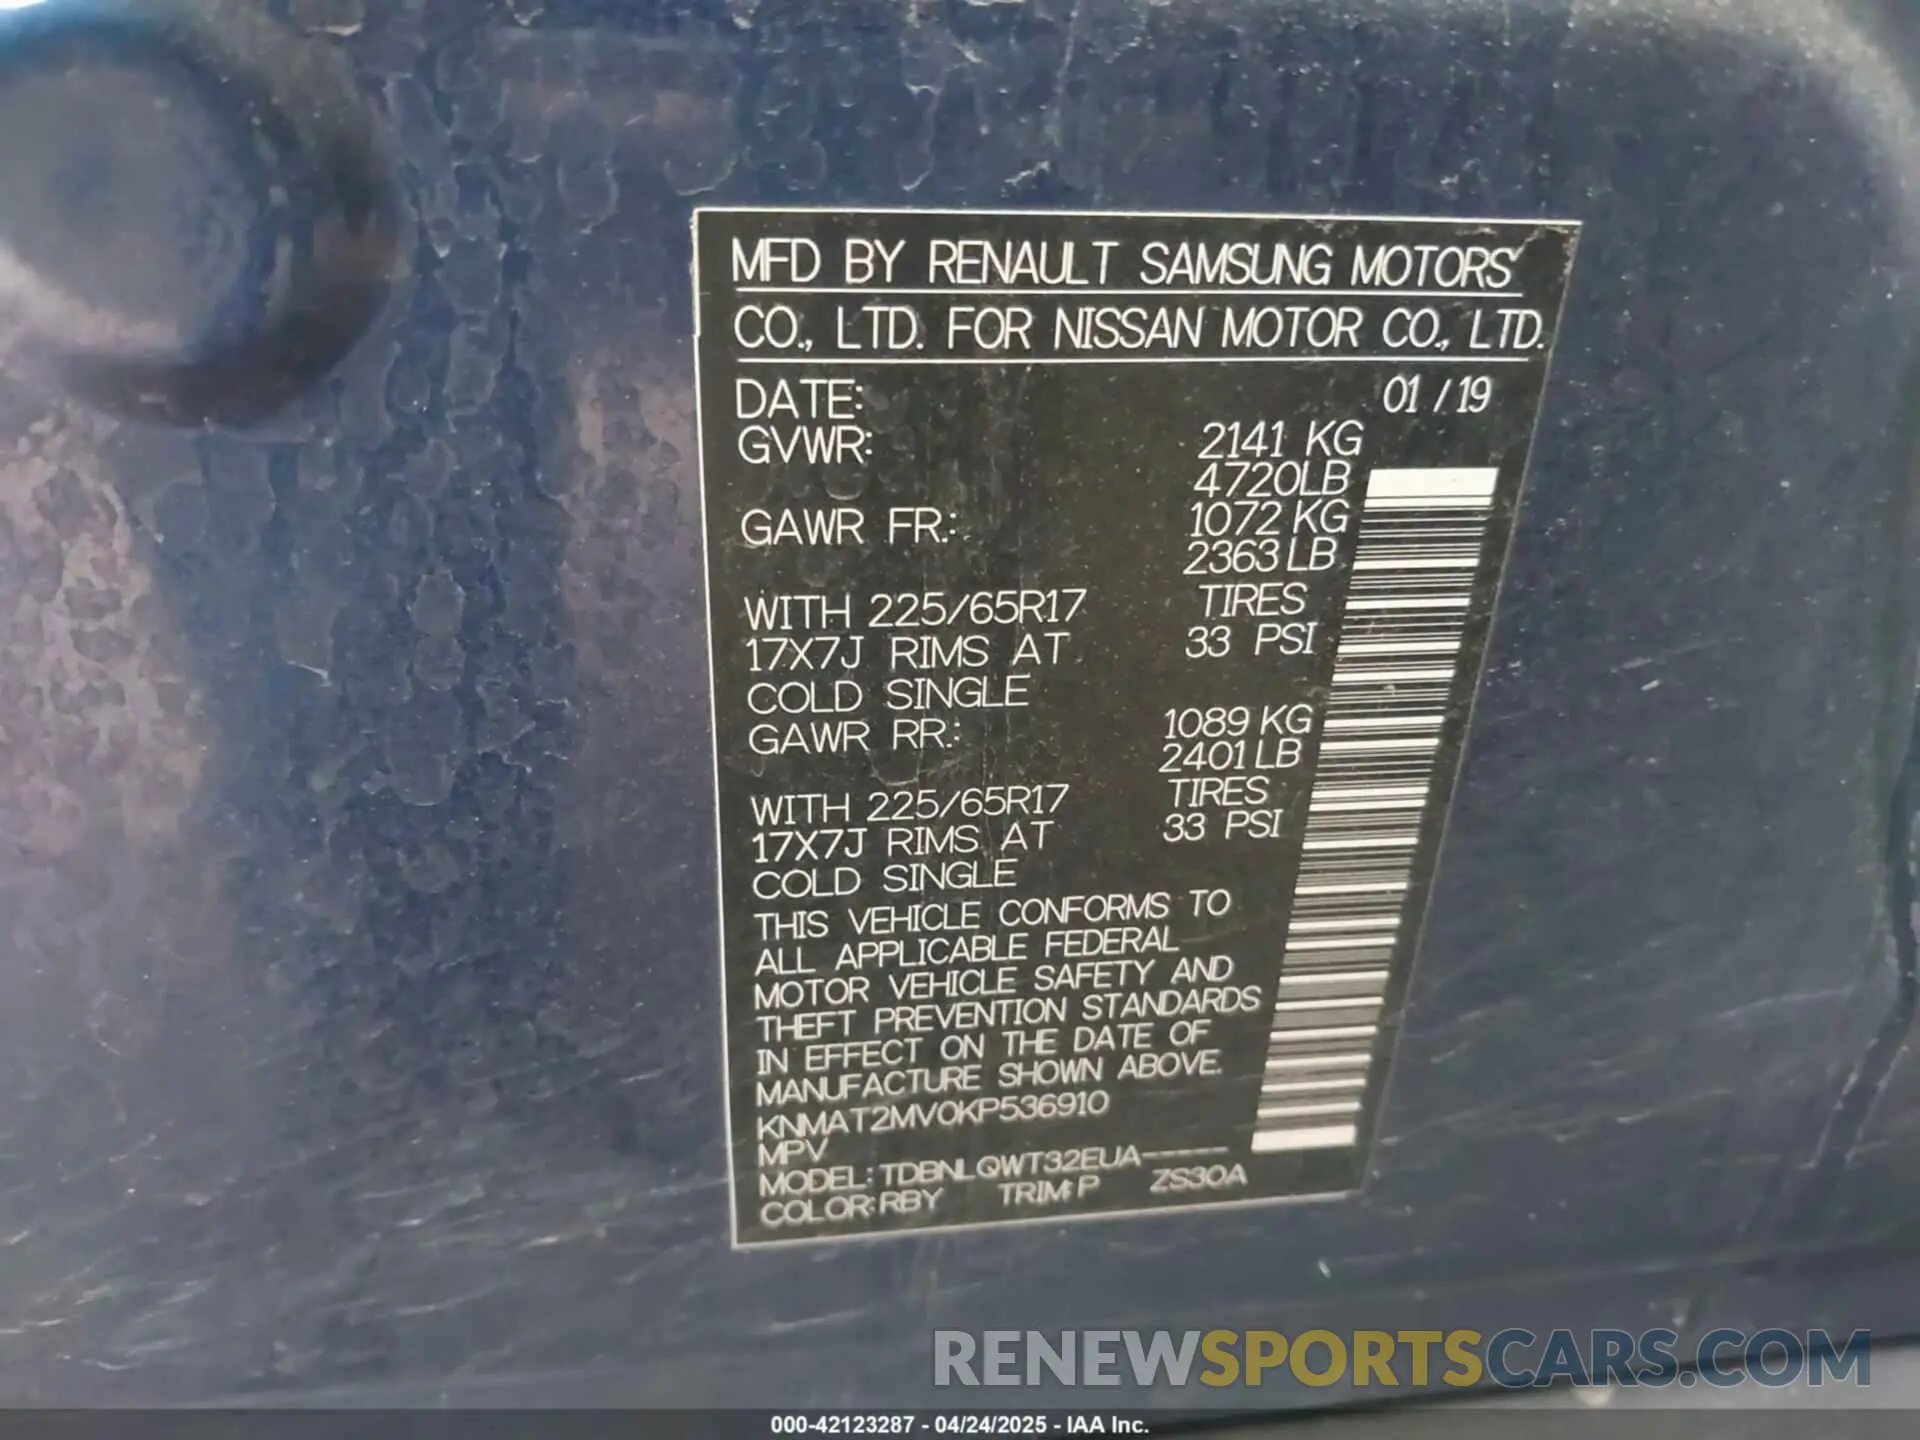 MFD BY RENAULT SAMSUNG MOTORS
CO., LTD. FOR NISSAN MOTOR CO., LTD.
DATE: 01 / 19
GVWR: 2141 KG
4720LB
GAWR FR.: 1072 KG
2363 LB
WITH 225/65R17 TIRES
17X7J RIMS AT 33 PSI
COLD SINGLE
GAWR RR.: 1089 KG
2401 LB
WITH 225/65R17 TIRES
17X7J RIMS AT 33 PSI
COLD SINGLE
THIS VEHICLE CONFORMS TO
ALL APPLICABLE FEDERAL
MOTOR VEHICLE SAFETY AND
THEFT PREVENTION STANDARDS
IN EFFECT ON THE DATE OF
MANUFACTURE SHOWN ABOVE.
KNMAT2MV0KP536910
MPV
MODEL: TDBNLQWT32EUA-----
COLOR: RBY TRIM: P ZS30A
RENEWSPORTSCARS.COM
000-42123287 - 04/24/2025 - IAA Inc.